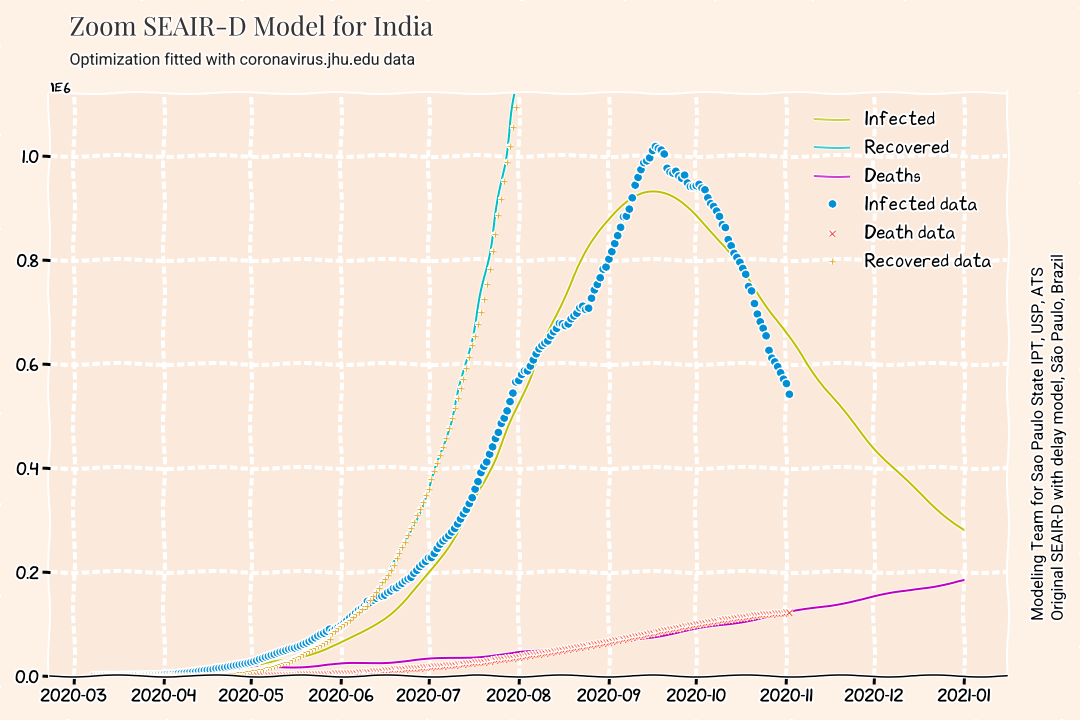 Zoom SEAIR-D Model for India
Optimization fitted with coronavirus.jhu.edu data
1E6
1.0
0.8
0.6
0.4
0.2
0.0
2020-03 2020-04 2020-05 2020-06 2020-07 2020-08 2020-09 2020-10 2020-11 2020-12 2021-01
Infected
Recovered
Deaths
Infected data
Death data
Recovered data
Modeling Team for Sao Paulo State IPT, USP, ATS
Original SEAIR-D with delay model, São Paulo, Brazil